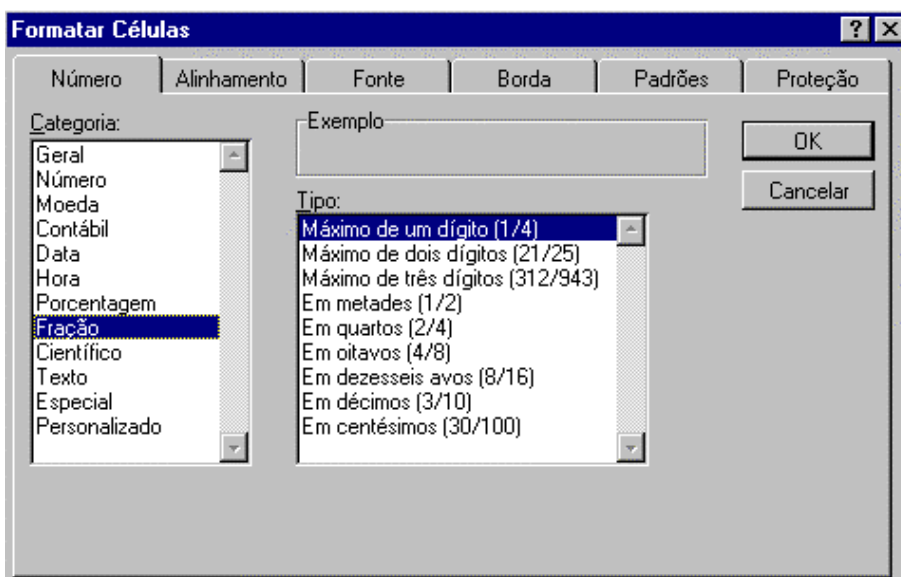 Formatar Células
Número Alinhamento Fonte Borda Padrões Proteção
Categoria:
Geral
Número
Moeda
Contábil
Data
Hora
Porcentagem
Fração
Científico
Texto
Especial
Personalizado
Exemplo
Tipo:
Máximo de um dígito (1/4)
Máximo de dois dígitos (21/25)
Máximo de três dígitos (312/943)
Em metades (1/2)
Em quartos (2/4)
Em oitavos (4/8)
Em dezesseis avos (8/16)
Em décimos (3/10)
Em centésimos (30/100)
OK
Cancelar